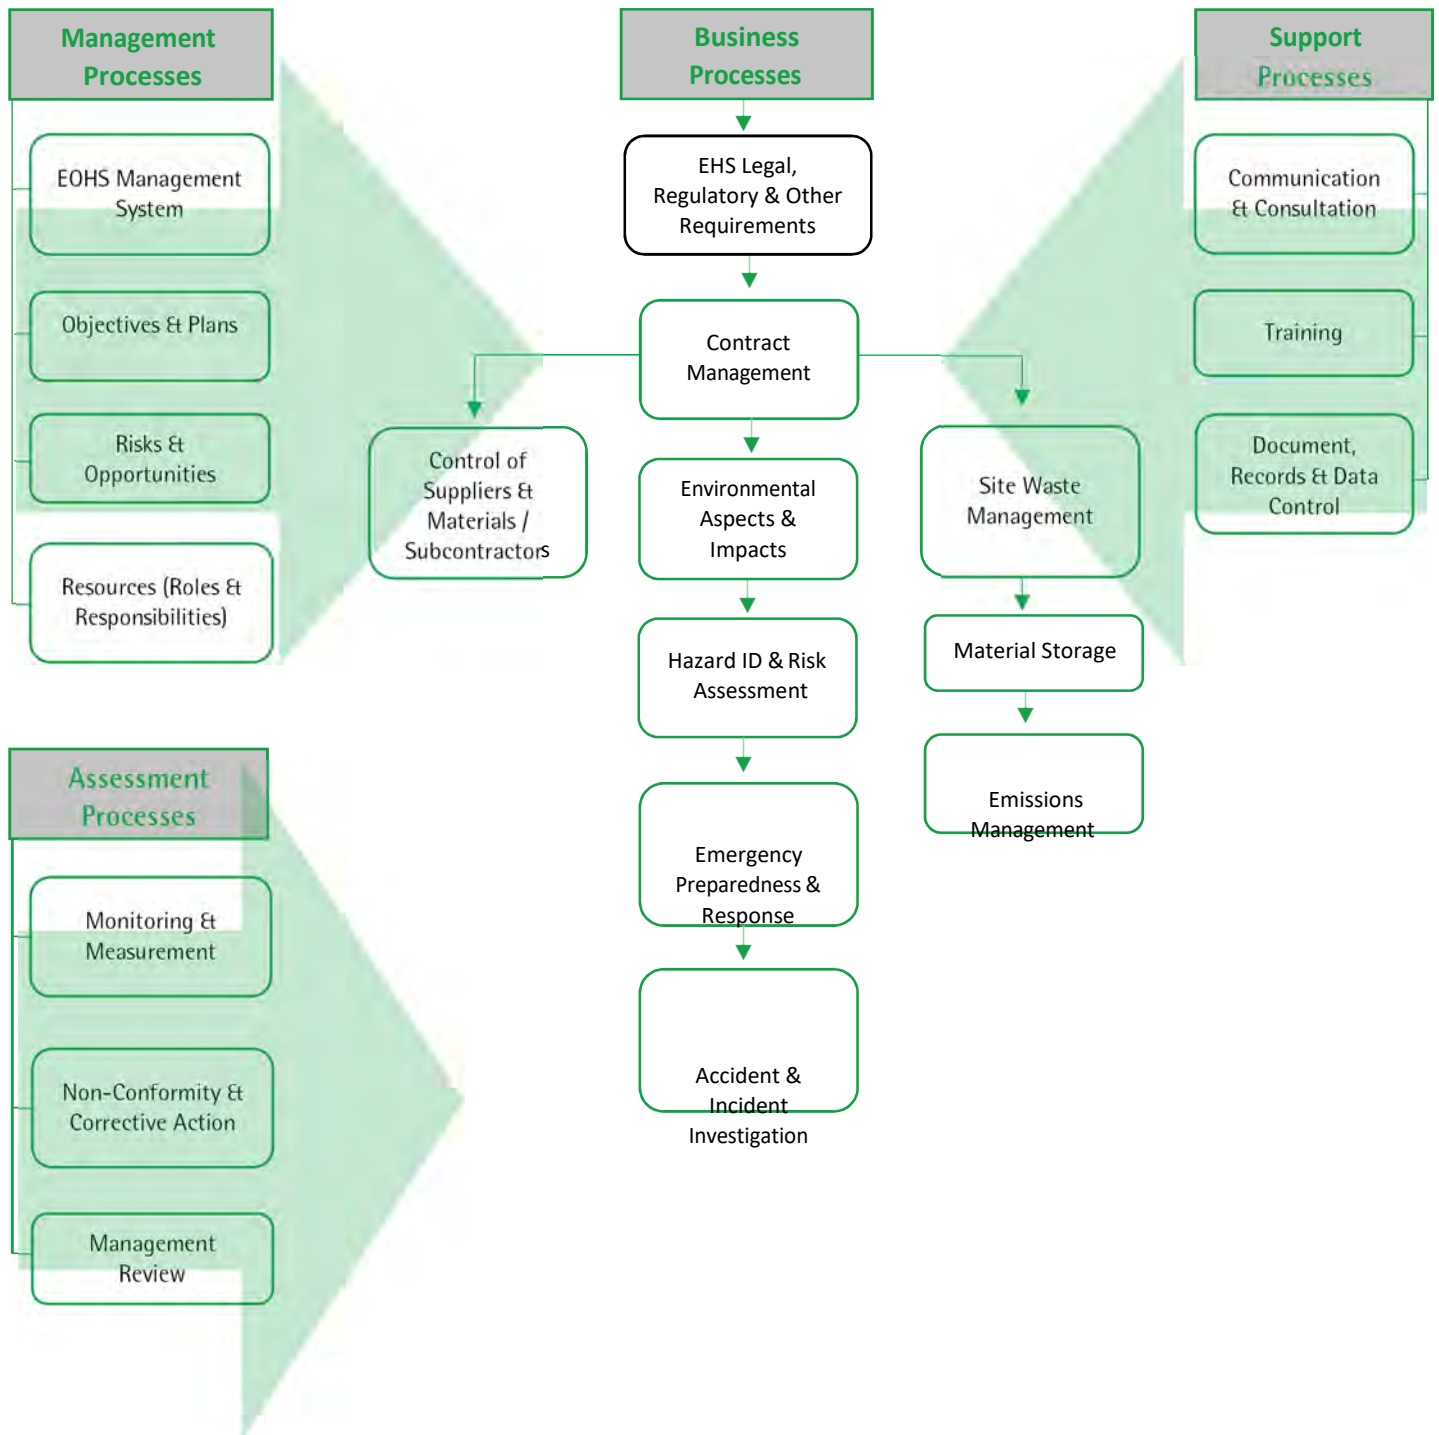 Management
Processes
EOHS Management
System
Objectives & Plans
Risks &
Opportunities
Resources (Roles &
Responsibilities)
Business
Processes
EHS Legal,
Regulatory & Other
Requirements
Contract
Management
Control of
Suppliers &
Materials /
Subcontractors
Environmental
Aspects &
Impacts
Hazard ID & Risk
Assessment
Emergency
Preparedness &
Response
Accident &
Incident
Investigation
Site Waste
Management
Material Storage
Emissions
Management
Support
Processes
Communication
& Consultation
Training
Document,
Records & Data
Control
Assessment
Processes
Monitoring &
Measurement
Non-Conformity &
Corrective Action
Management
Review